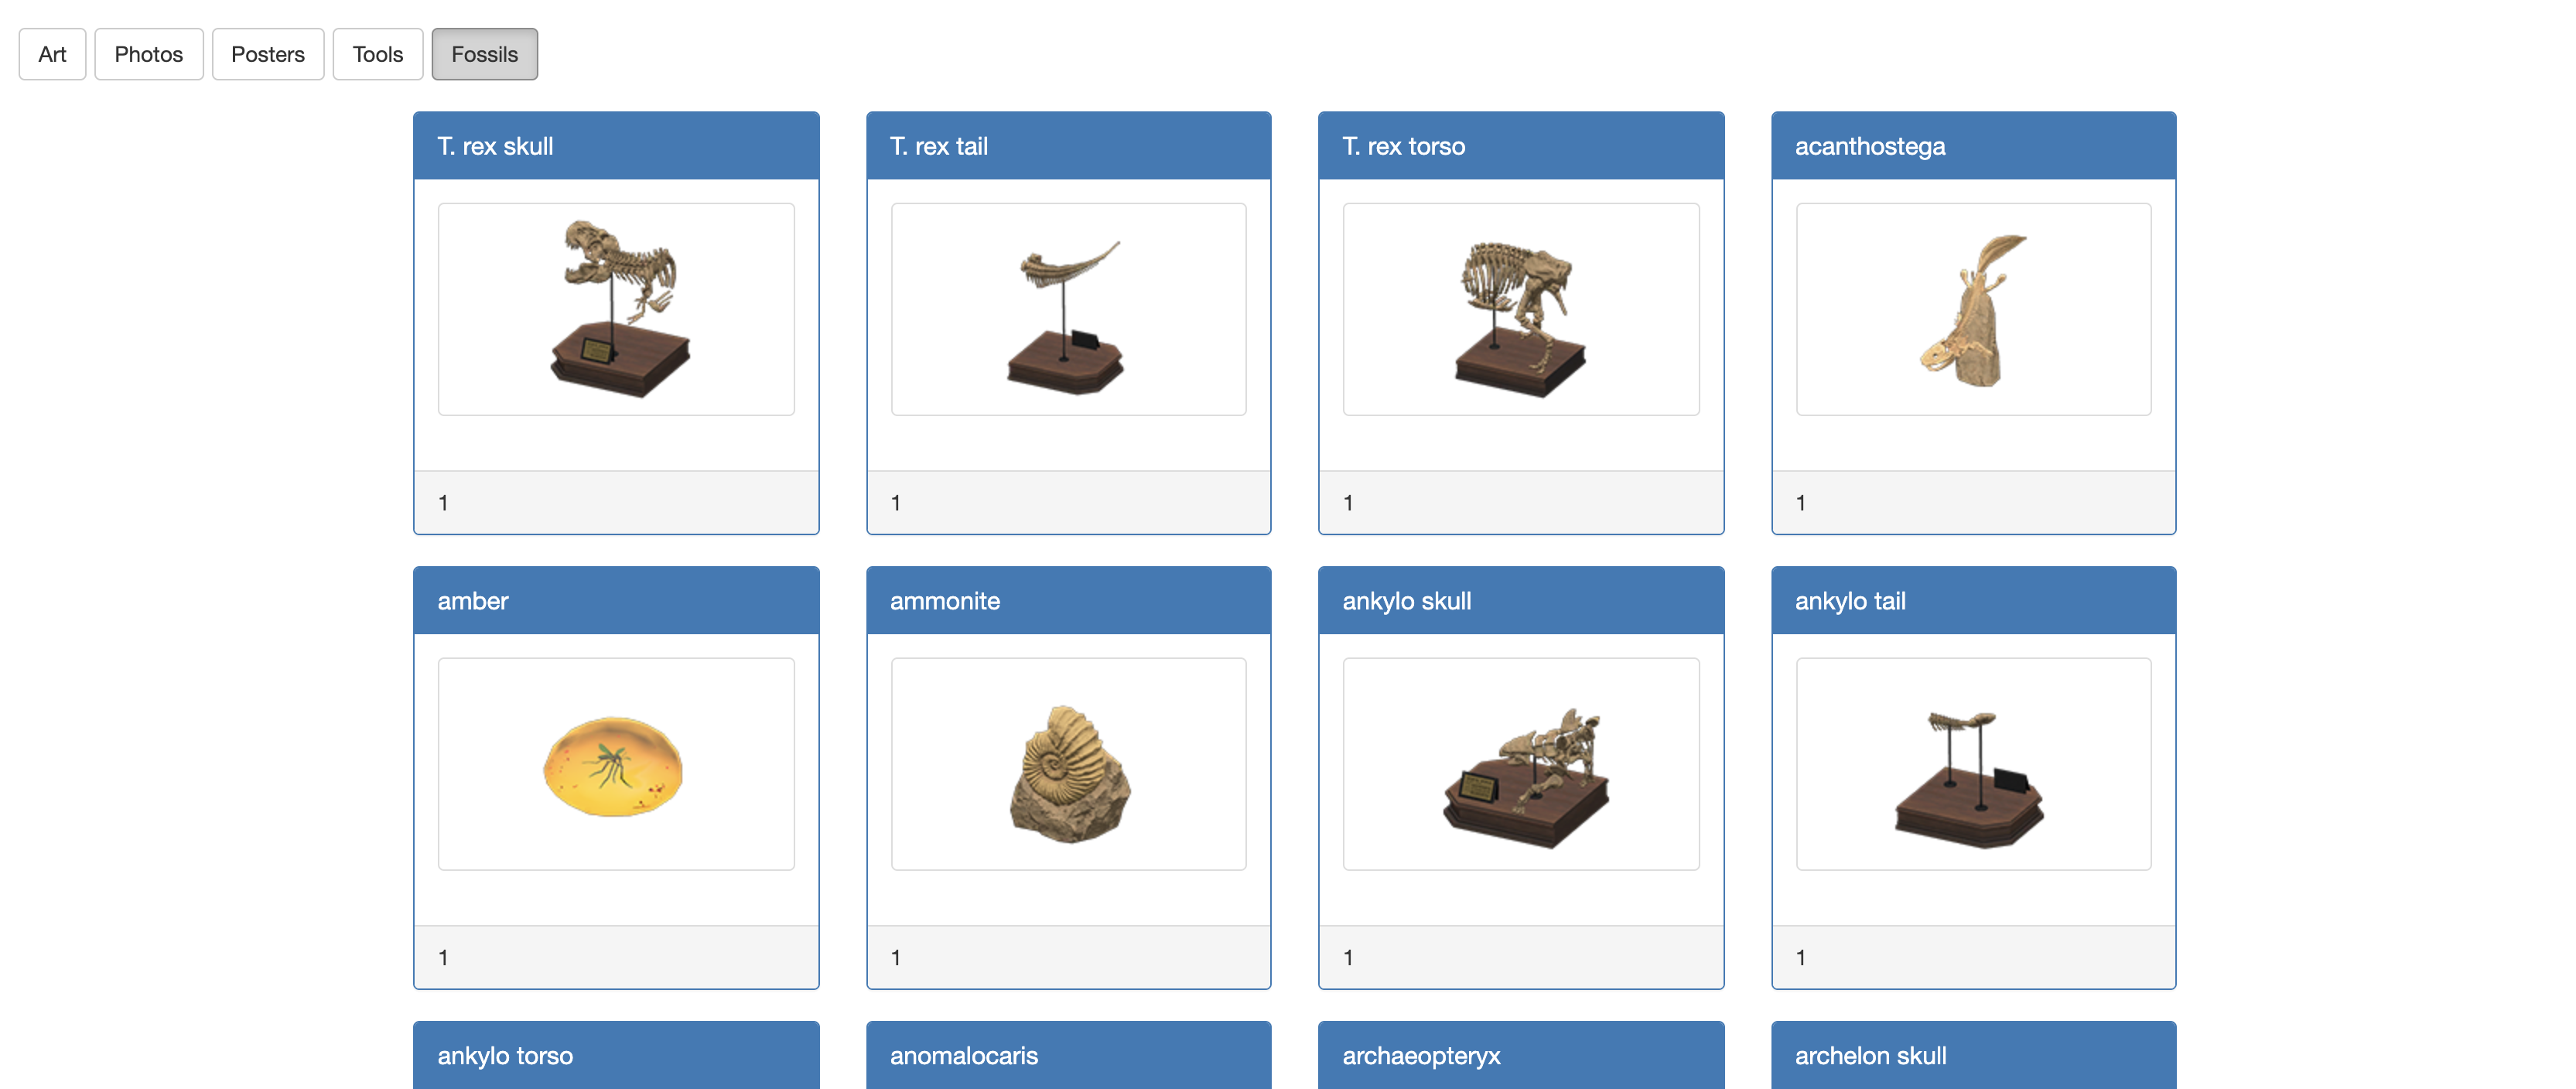 Art
Photos
Posters
Tools
Fossils
T. rex skull
T. rex tail
T. rex torso
acanthostega
1
1
1
1
amber
ammonite
ankylo skull
ankylo tail
1
1
1
1
ankylo torso
anomalocaris
archaeopteryx
archelon skull